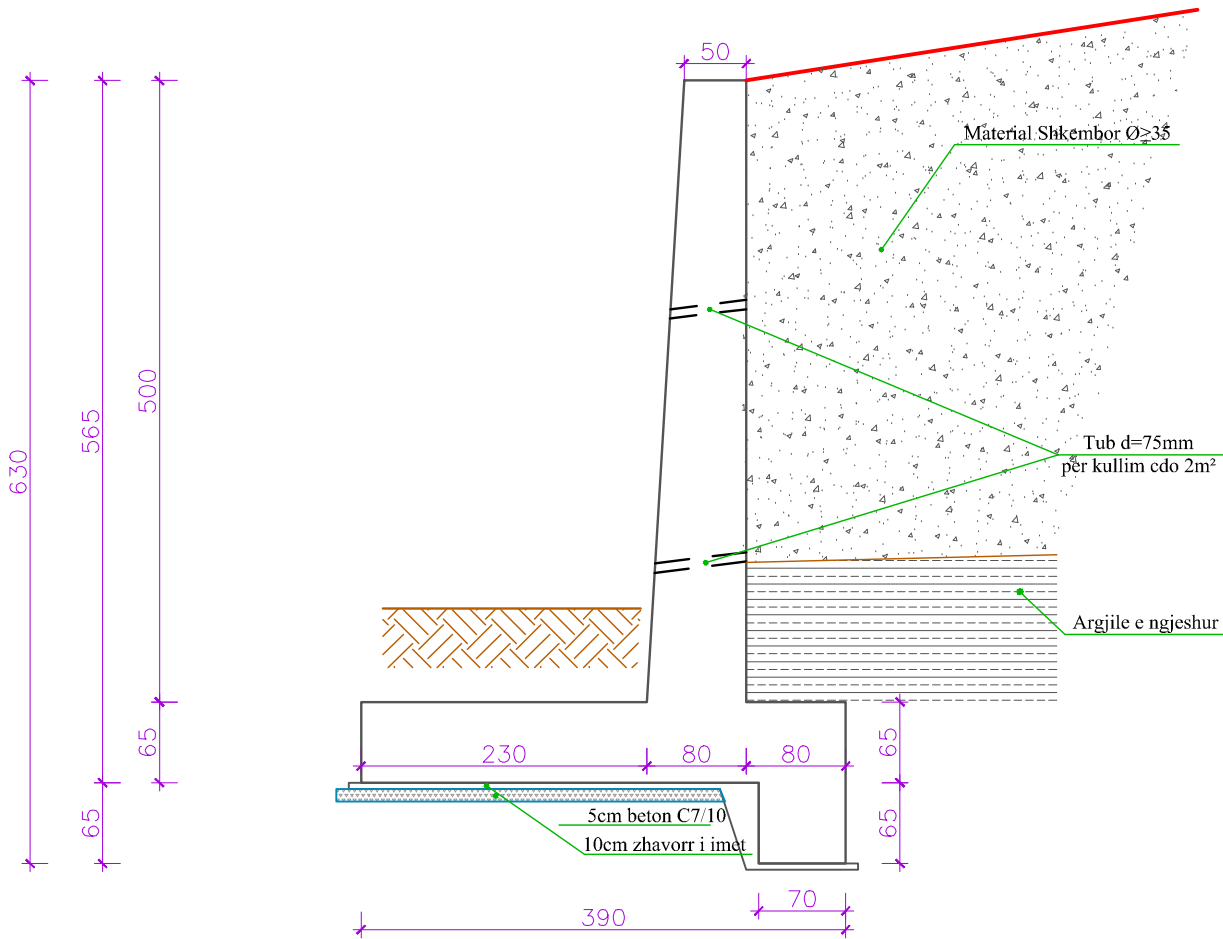 50
Material Shkembor Ø≥35
500
565
630
Tub d=75mm
per kullim cdo 2m²
Argjile e ngjeshur
65
65
230
80
80
65
65
5cm beton C7/10
10cm zhavorr i imet
70
390